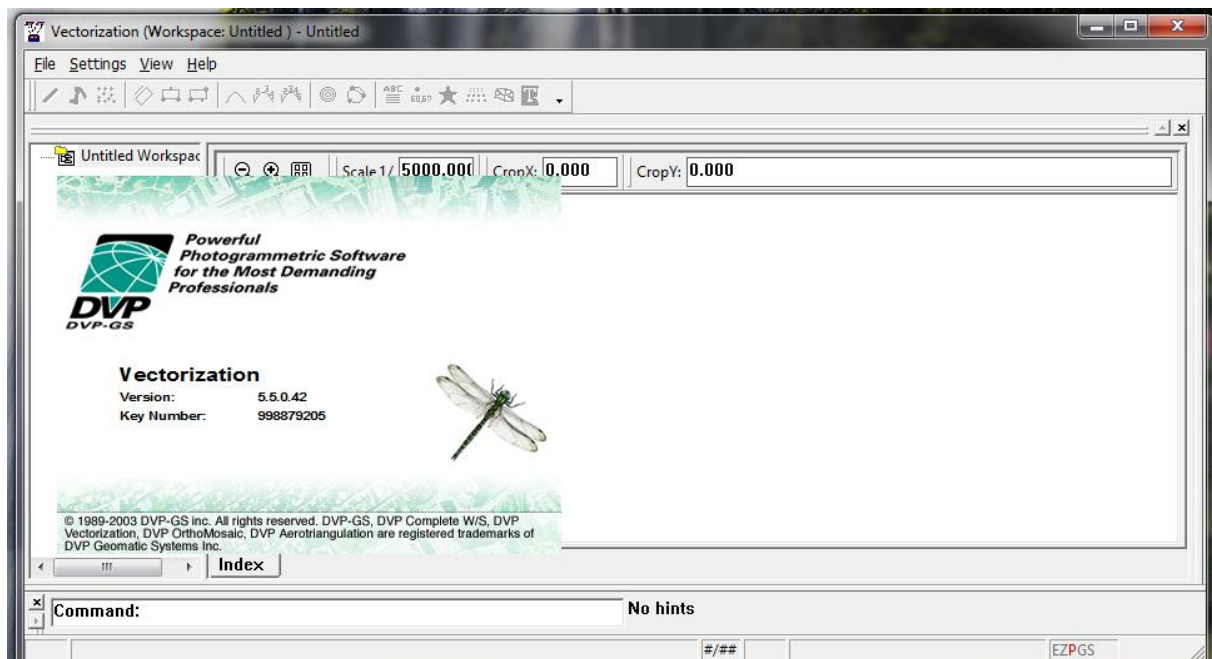 Vectorization (Workspace: Untitled ) - Untitled
File Settings View Help
ABC
Untitled Workspac
Scale 1/ 5000.000 CropX: 0.000 CropY: 0.000
Powerful
Photogrammetric Software
for the Most Demanding
Professionals
DVP
DVP-GS
Vectorization
Version: 5.5.0.42
Key Number: 998879205
© 1989-2003 DVP-GS inc. All rights reserved. DVP-GS, DVP Complete W/S, DVP
Vectorization, DVP OrthoMosaic, DVP Aerotriangulation are registered trademarks of
DVP Geomatic Systems Inc.
Index
Command:
No hints
#/##
EZPGS